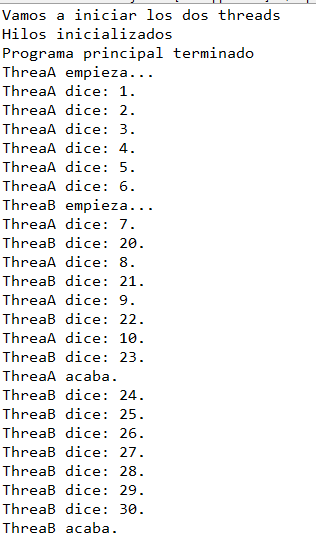 Vamos a iniciar los dos threads
Hilos inicializados
Programa principal terminado
ThreaA empieza...
ThreaA dice: 1.
ThreaA dice: 2.
ThreaA dice: 3.
ThreaA dice: 4.
ThreaA dice: 5.
ThreaA dice: 6.
ThreaB empieza...
ThreaA dice: 7.
ThreaB dice: 20.
ThreaA dice: 8.
ThreaB dice: 21.
ThreaA dice: 9.
ThreaB dice: 22.
ThreaA dice: 10.
ThreaB dice: 23.
ThreaA acaba.
ThreaB dice: 24.
ThreaB dice: 25.
ThreaB dice: 26.
ThreaB dice: 27.
ThreaB dice: 28.
ThreaB dice: 29.
ThreaB dice: 30.
ThreaB acaba.